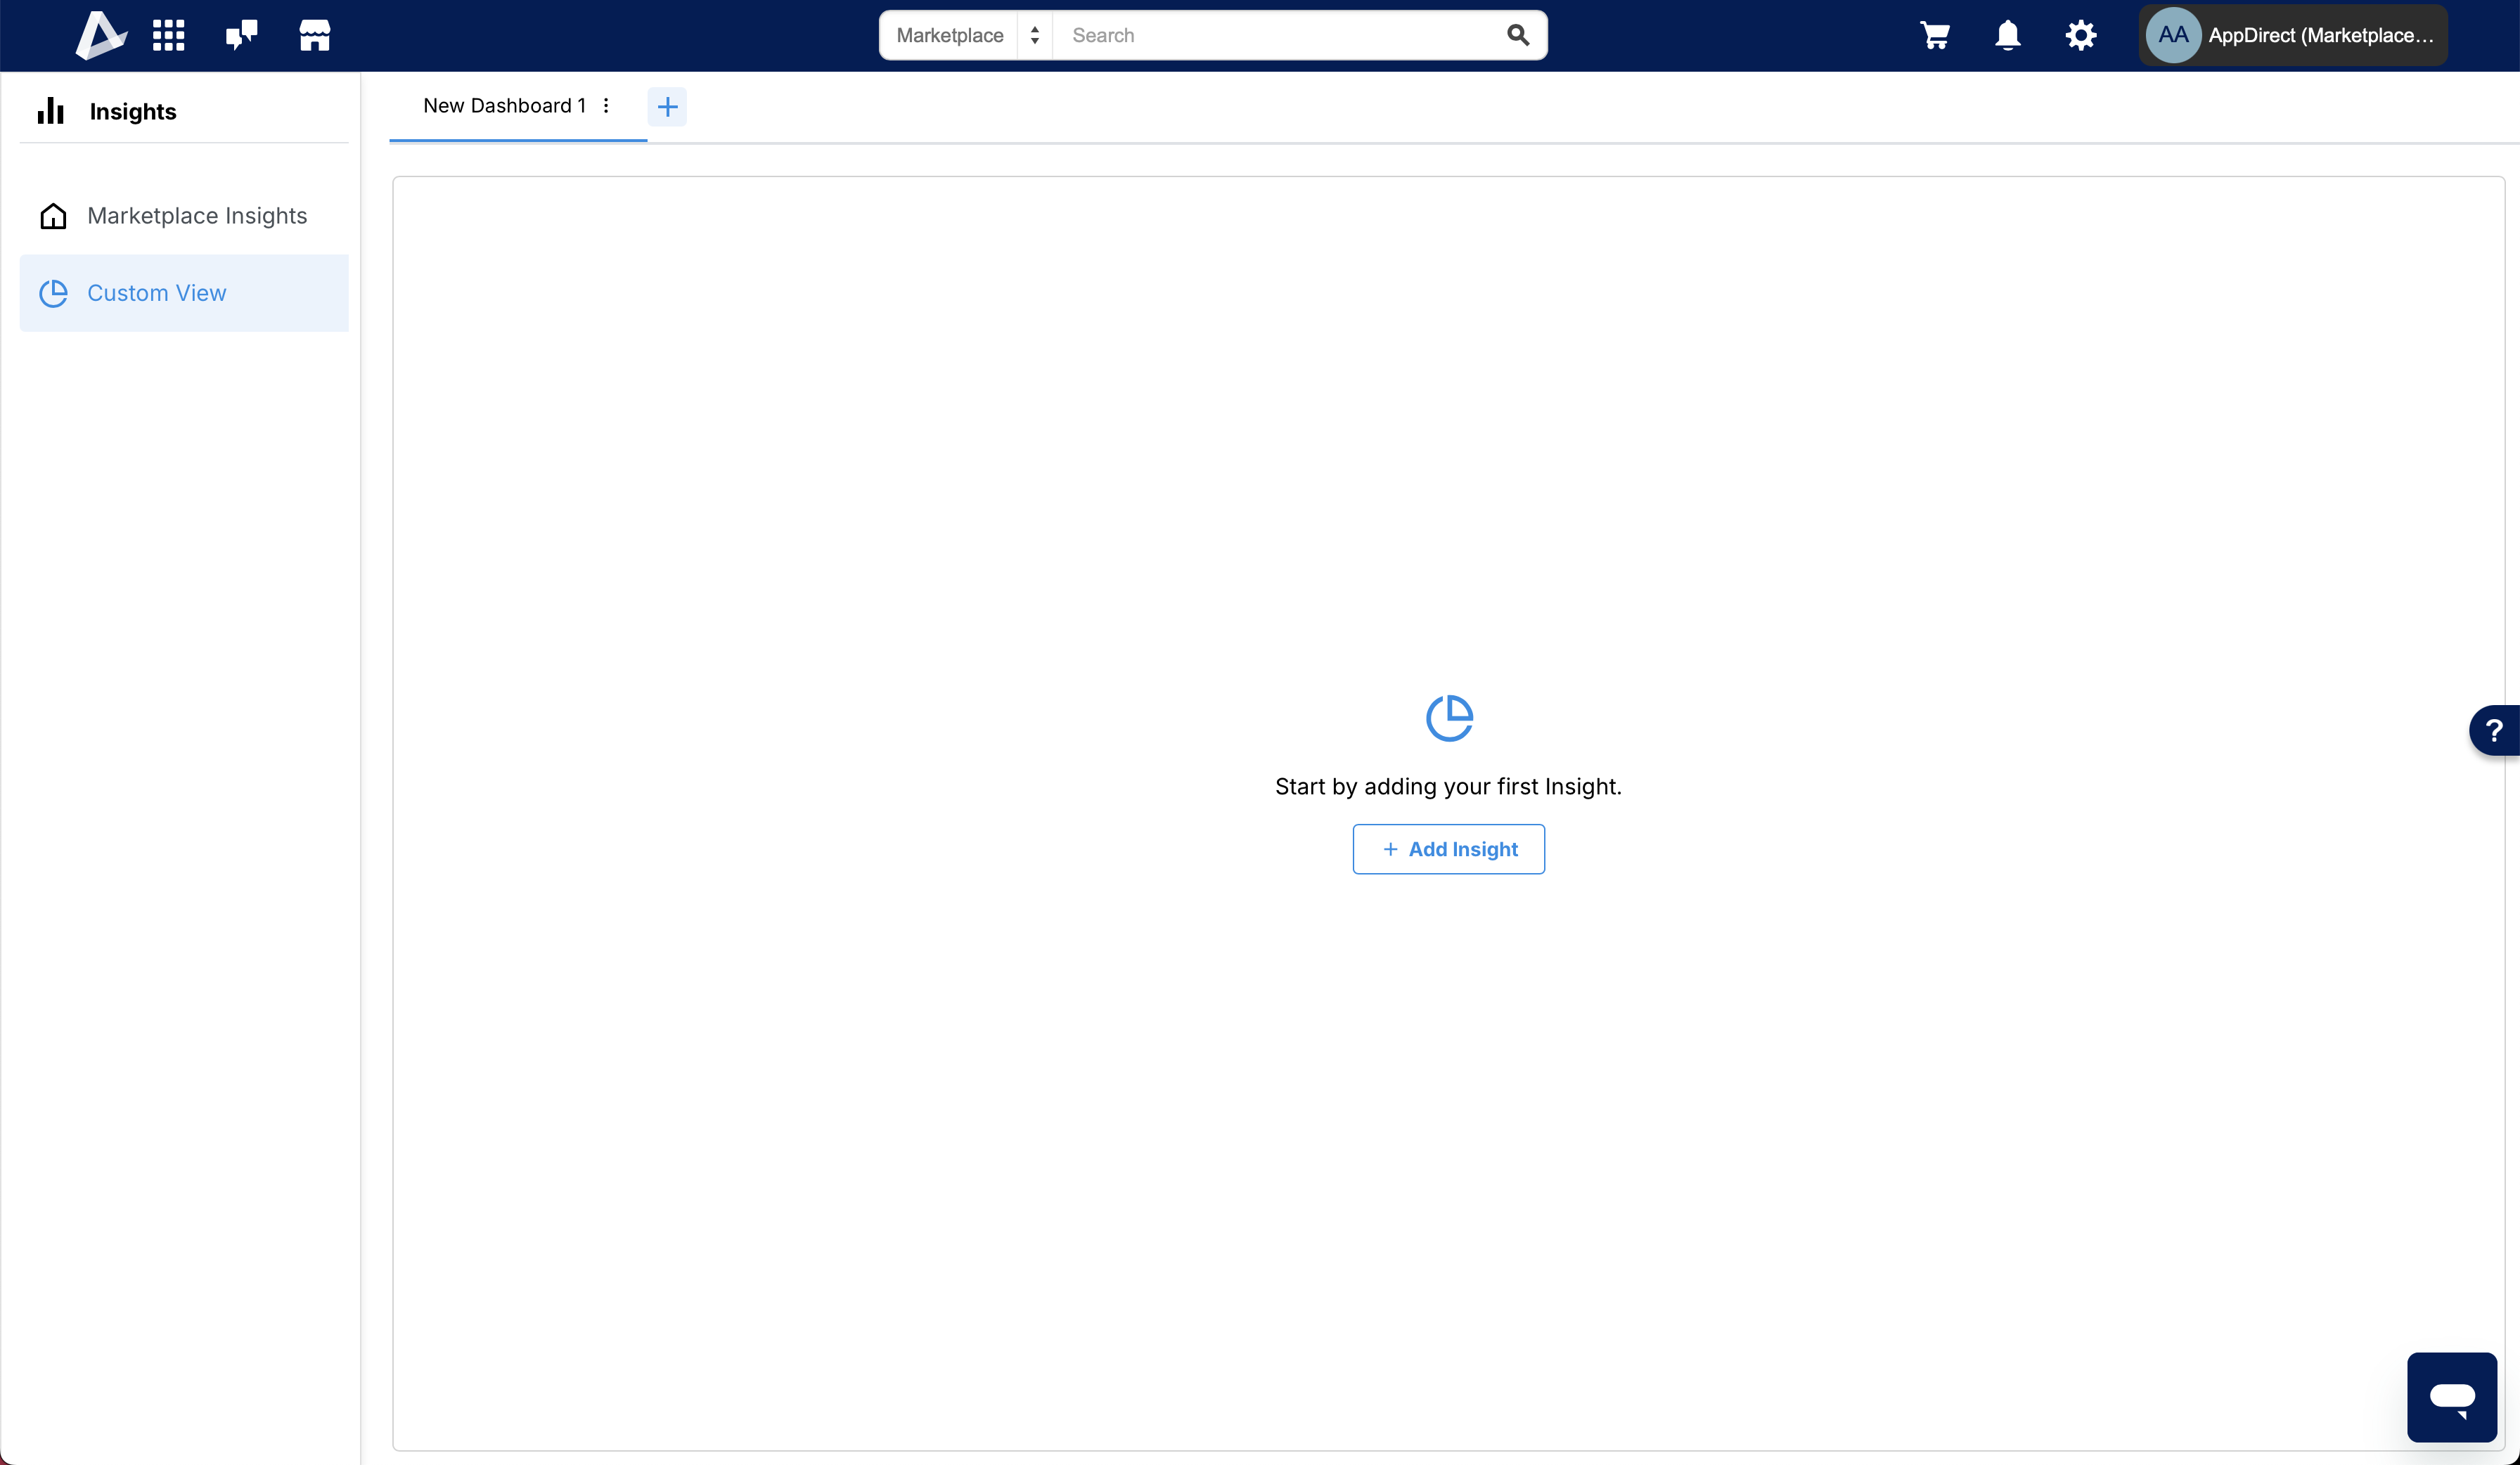 Marketplace
Search
AA
AppDirect (Marketplace...
Insights
New Dashboard 1
Marketplace Insights
Custom View
?
Start by adding your first Insight.
+ Add Insight